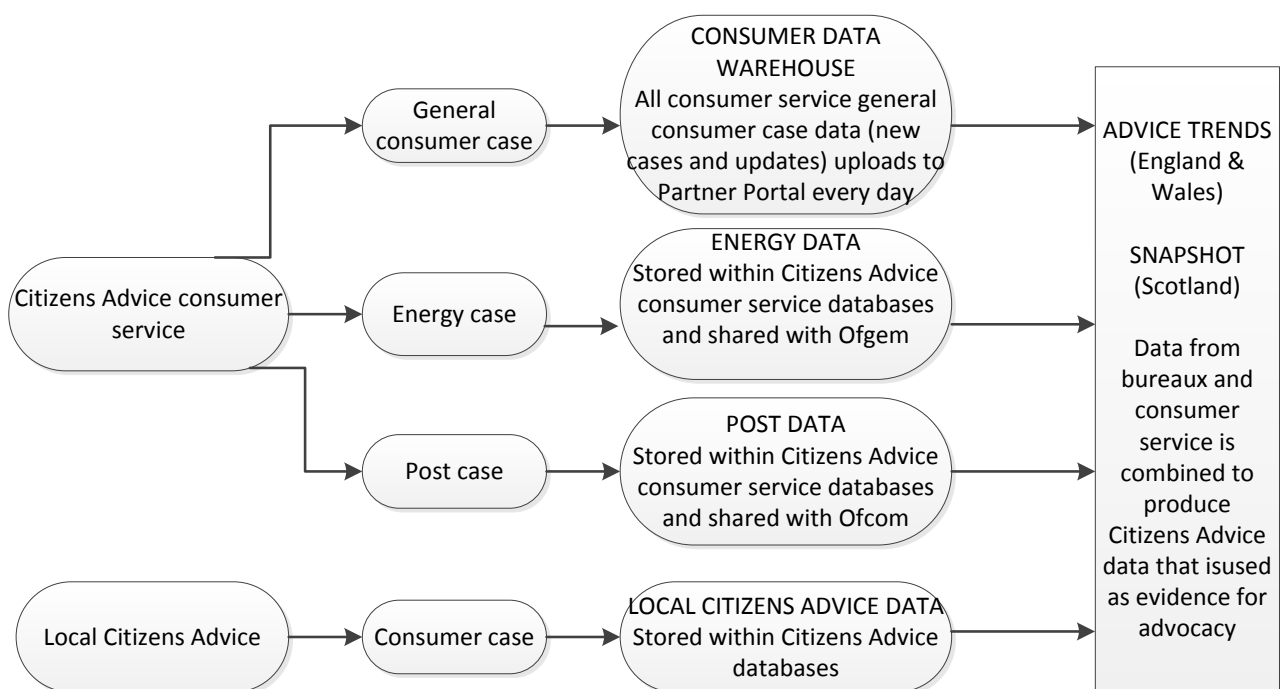 Citizens Advice consumer
service
General
consumer case
CONSUMER DATA
WAREHOUSE
All consumer service general
consumer case data (new
cases and updates) uploads to
Partner Portal every day
Energy case
ENERGY DATA
Stored within Citizens Advice
consumer service databases
and shared with Ofgem
Post case
POST DATA
Stored within Citizens Advice
consumer service databases
and shared with Ofcom
Local Citizens Advice
Consumer case
LOCAL CITIZENS ADVICE DATA
Stored within Citizens Advice
databases
ADVICE TRENDS
(England &
Wales)
SNAPSHOT
(Scotland)
Data from
bureaux and
consumer
service is
combined to
produce
Citizens Advice
data that isused
as evidence for
advocacy